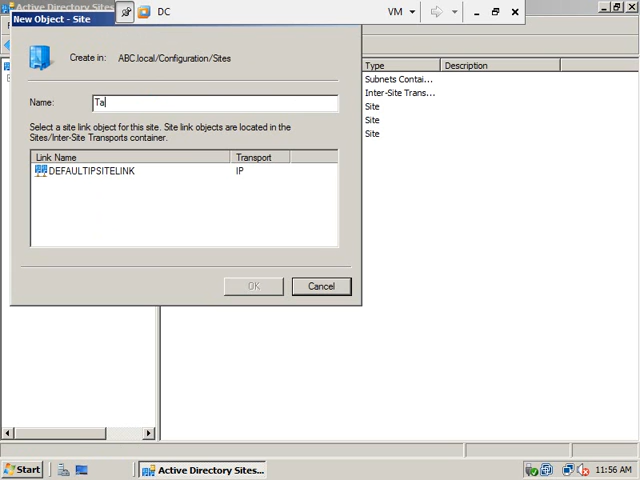 Active Directory Sites
New Object - Site
DC
VM
Create in: ABC.local/Configuration/Sites
Type Description
Subnets Contai...
Inter-Site Trans...
Site
Site
Site
Name: Ta
Select a site link object for this site. Site link objects are located in the
Sites/Inter-Site Transports container.
Link Name Transport
DEFAULTIPSITELINK IP
OK Cancel
Start Active Directory Sites... 11:56 AM